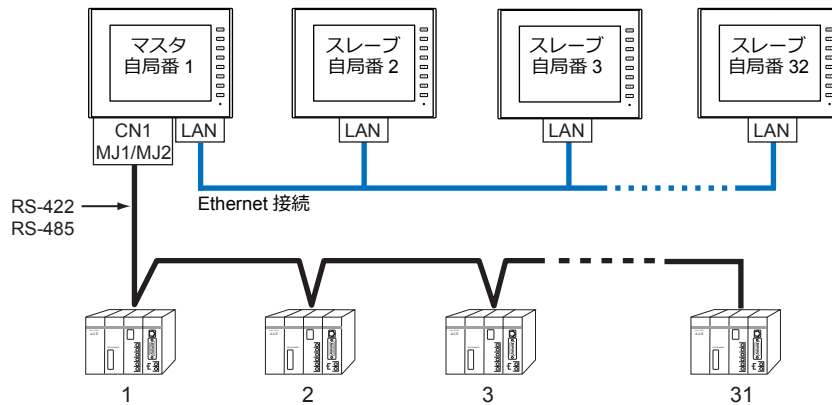 マスタ
自局番 1
スレーブ
自局番 2
スレーブ
自局番 3
スレーブ
自局番 32
CN1
MJ1/MJ2
LAN
LAN
LAN
LAN
Ethernet 接続
RS-422
RS-485
1
2
3
31